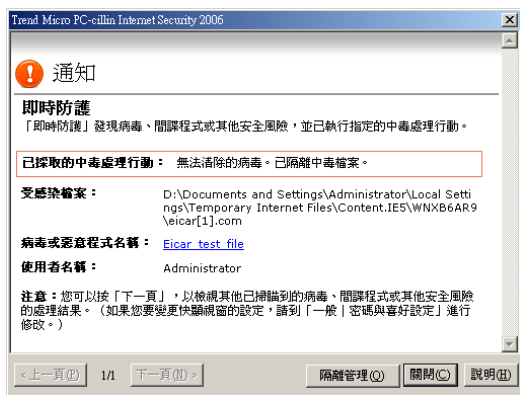 Trend Micro PC-cillin Internet Security 2006
通知
即時防護
「即時防護」發現病毒、間諜程式或其他安全風險，並已執行指定的中毒處理行動。
已採取的中毒處理行動： 無法清除的病毒。已隔離中毒檔案。
受感染檔案： D:\Documents and Settings\Administrator\Local Setti
ngs\Temporary Internet Files\Content.IE5\WNXB6AR9
\eicar[1].com
病毒或惡意程式名稱： Eicar test file
使用者名稱： Administrator
注意：您可以按「下一頁」，以檢視其他已掃描到的病毒、間諜程式或其他安全風險
的處理結果。（如果您要變更快顯視窗的設定，請到「一般 | 密碼與喜好設定」進行
修改。）
<上一頁(P) 1/1 下一頁(N)> 隔離管理(Q) 關閉(C) 說明(H)